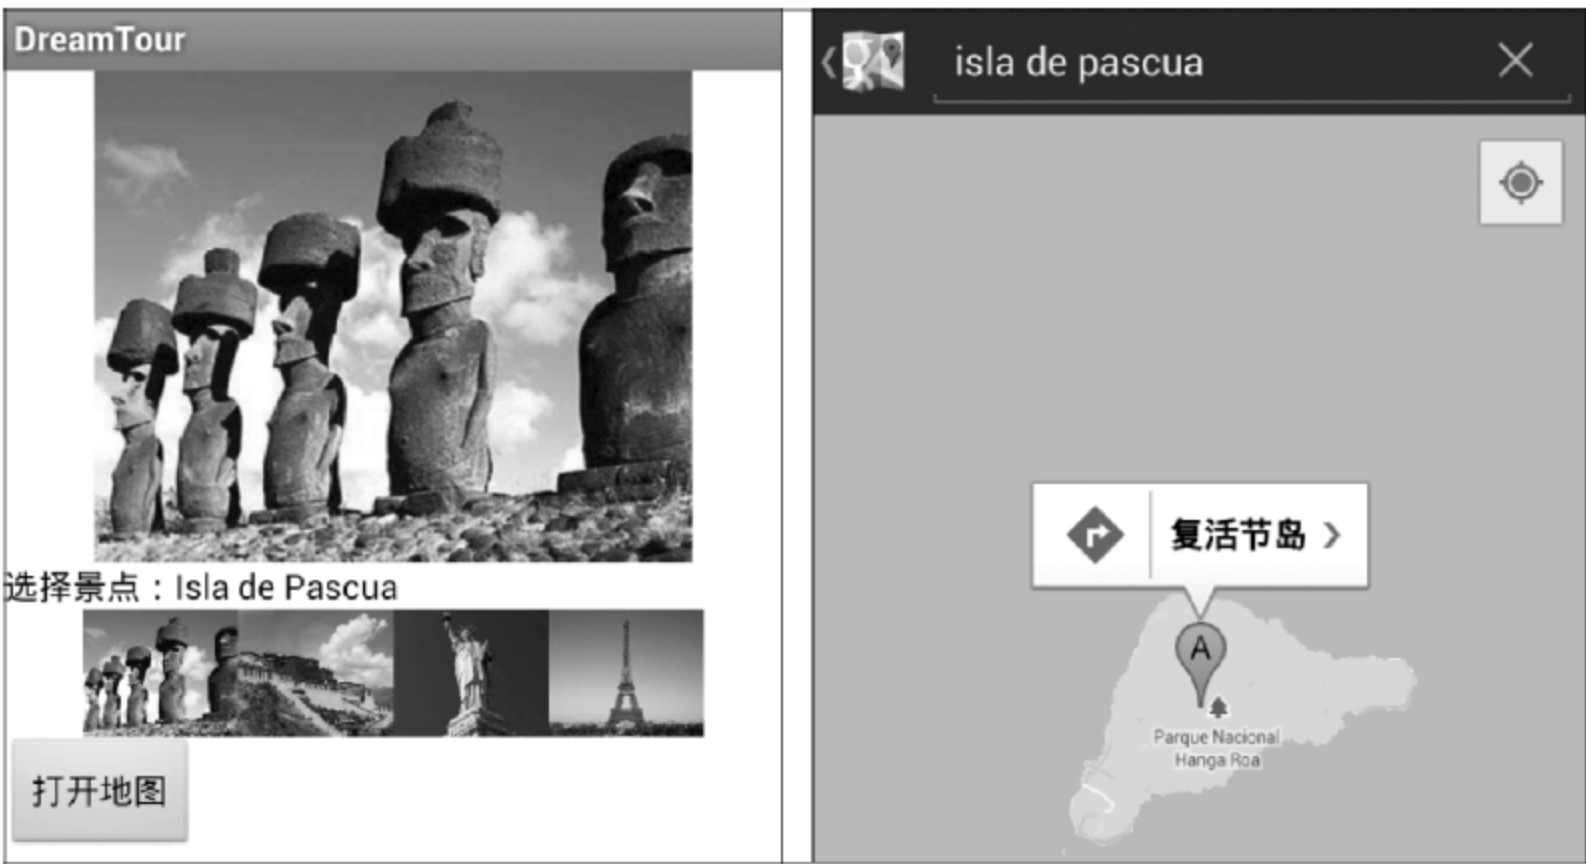 DreamTour
选择景点：Isla de Pascua
打开地图
isla de pascua
复活节岛
A
Parque Nacional
Hanga Roa